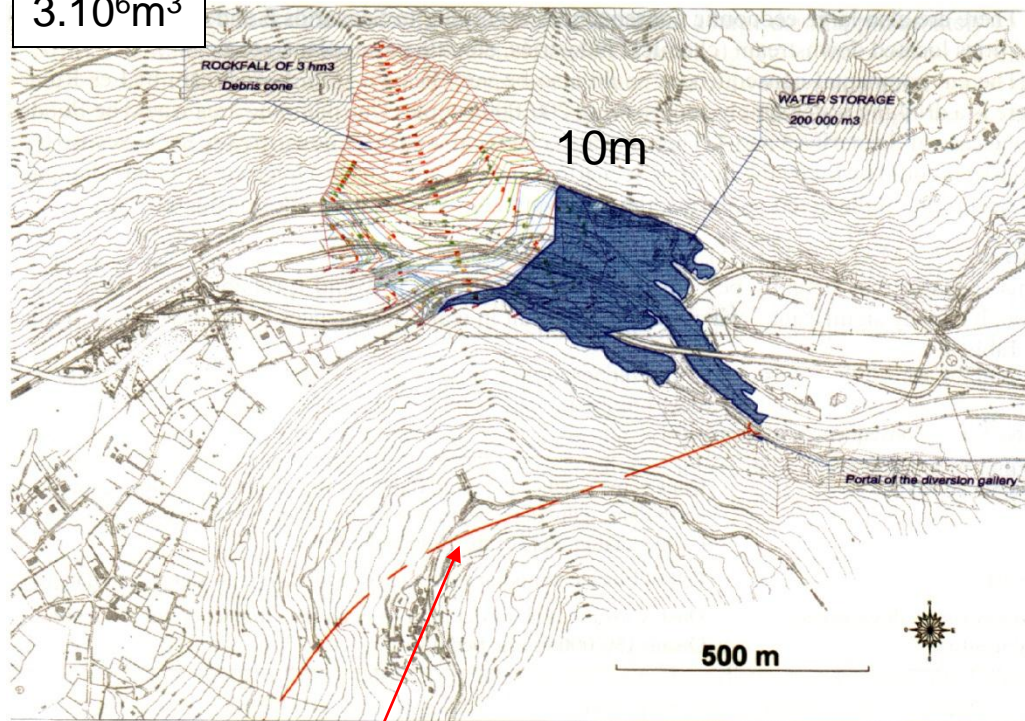 3.10⁶m³
ROCKFALL OF 3 hm3
Debris cone
WATER STORAGE
200 000 m3
10m
Portal of the diversion gallery
500 m